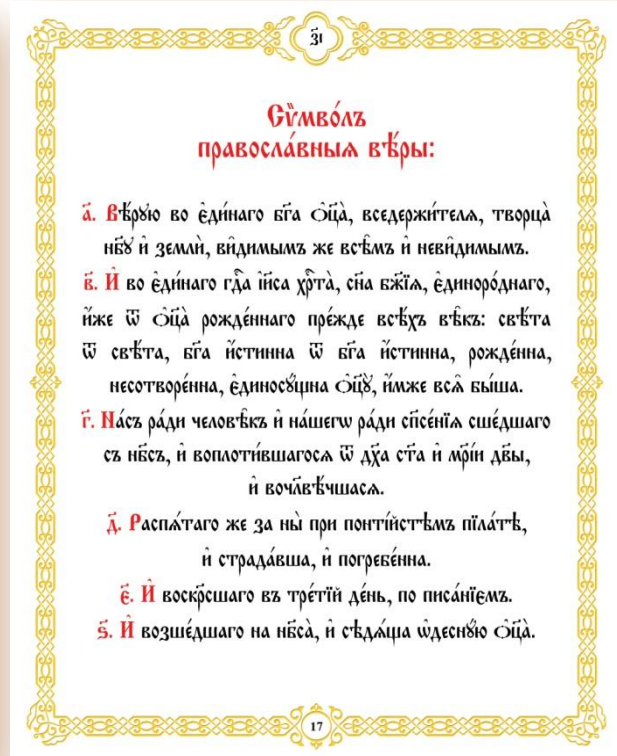 з҃і
Сѷ́мво́лъ
правосла́вныѧ вѣ́ры:
а҃. Вѣ́рꙋю во є҆ди́наго бг҃а ѻ҆ц҃а̀, вседержи́телѧ, творца̀
нб҃ꙋ̀ и҆ землѝ, ви̑димымъ же всѣ̑мъ и҆ неви̑димымъ.
в҃. И҆ во є҆ди́наго гдⷭ҇а і҆и҃са хрⷭ҇та̀, сн҃а бж҃їѧ, є҆диноро́днаго,
и҆́же ѿ ѻ҆ц҃а̀ рожде́ннаго пре́жде всѣ́хъ вѣ̑къ: свѣ́та
ѿ свѣ́та, бг҃а и҆́стинна ѿ бг҃а и҆́стинна, рожде́нна,
несотворе́нна, є҆диносꙋ́щна ѻ҆ц҃ꙋ̀, и҆́мже всѧ̑ бы́ша.
г҃. На́съ ра́ди человѣ̑къ и҆ на́шегѡ ра́ди сп҃се́нїѧ сше́дшаго
съ нб҃съ, и҆ воплоти́вшагосѧ ѿ дх҃а ст҃а и҆ мр҃і́и дв҃ы,
и҆ вочл҃вѣ́чшасѧ.
д҃. Распѧ́таго же за ны̀ при понті́йстѣмъ пїла́тѣ,
и҆ страда́вша, и҆ погребе́нна.
є҃. И҆ воскрⷭ҇шаго въ тре́тїй де́нь, по писа́нїємъ.
ѕ҃. И҆ возше́дшаго на нб҃са̀, и҆ сѣдѧ́ща ѡ҆деснꙋ́ю ѻ҆ц҃а̀.
17